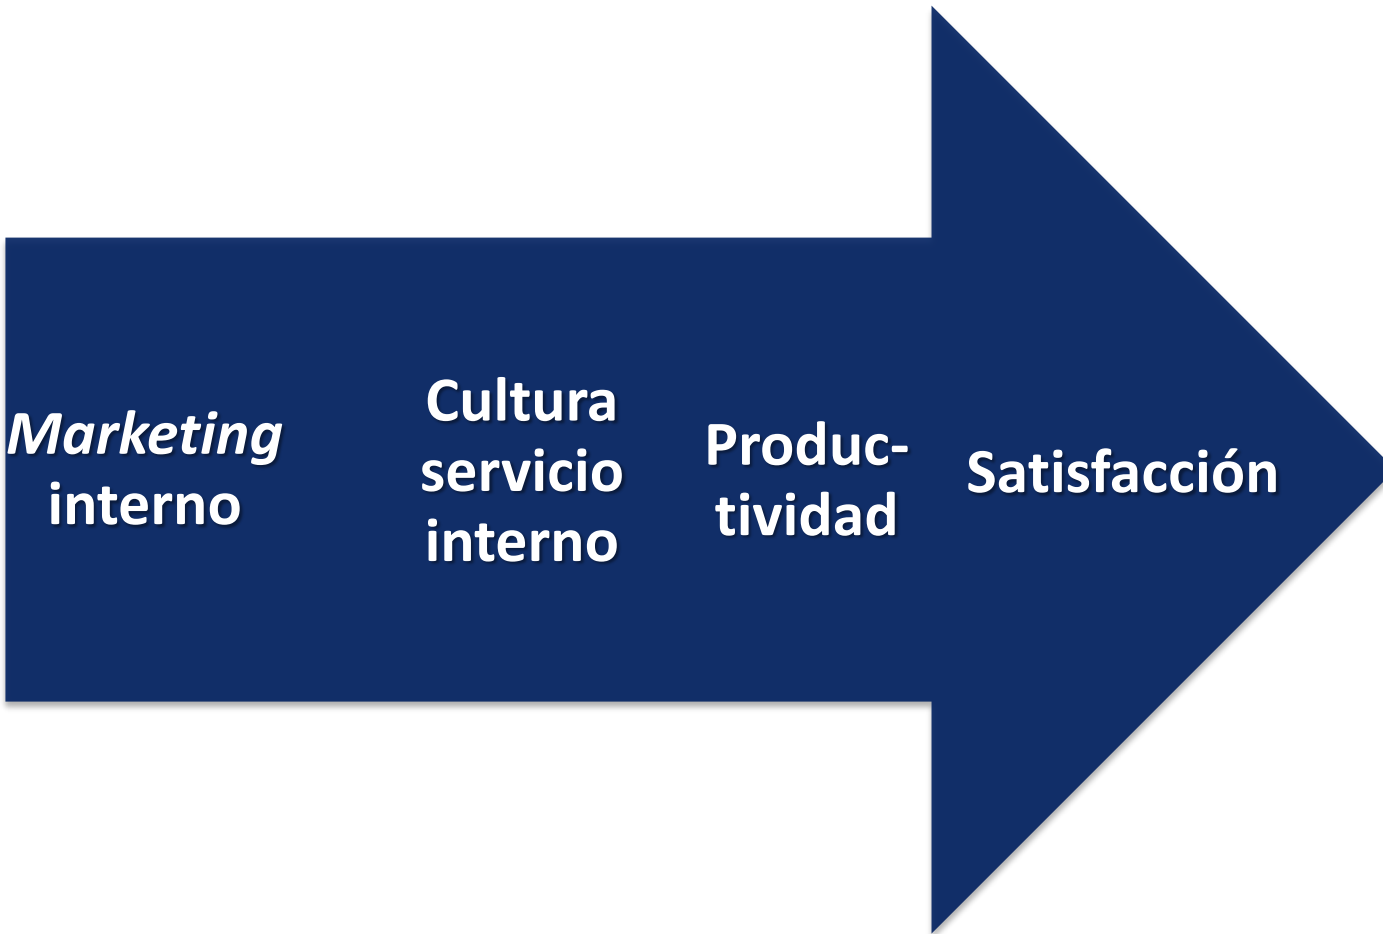 Marketing
interno
Cultura
servicio
interno
Produc-
tividad
Satisfacción